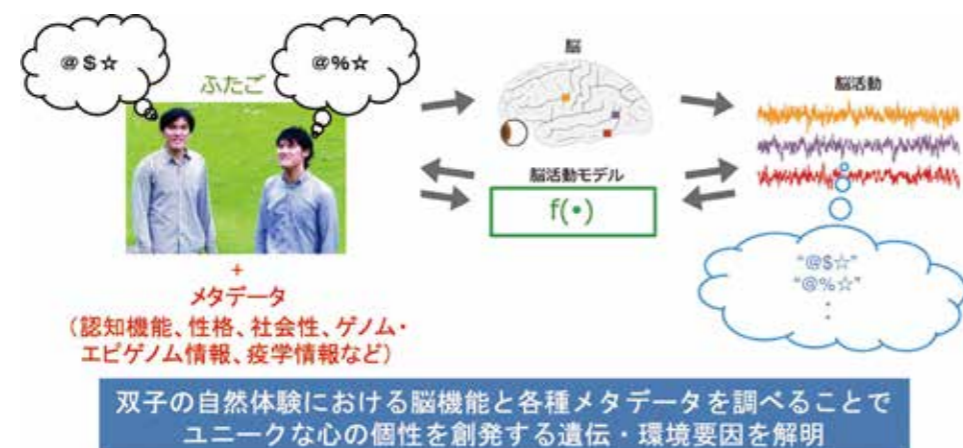 @$☆
@%☆
ふたご
脳
脳活動
脳活動モデル
f(•)
+
メタデータ
（認知機能、性格、社会性、ゲノム・
エピゲノム情報、疫学情報など）
“@$☆”
“@%☆”
:
双子の自然体験における脳機能と各種メタデータを調べることで
ユニークな心の個性を創発する遺伝・環境要因を解明